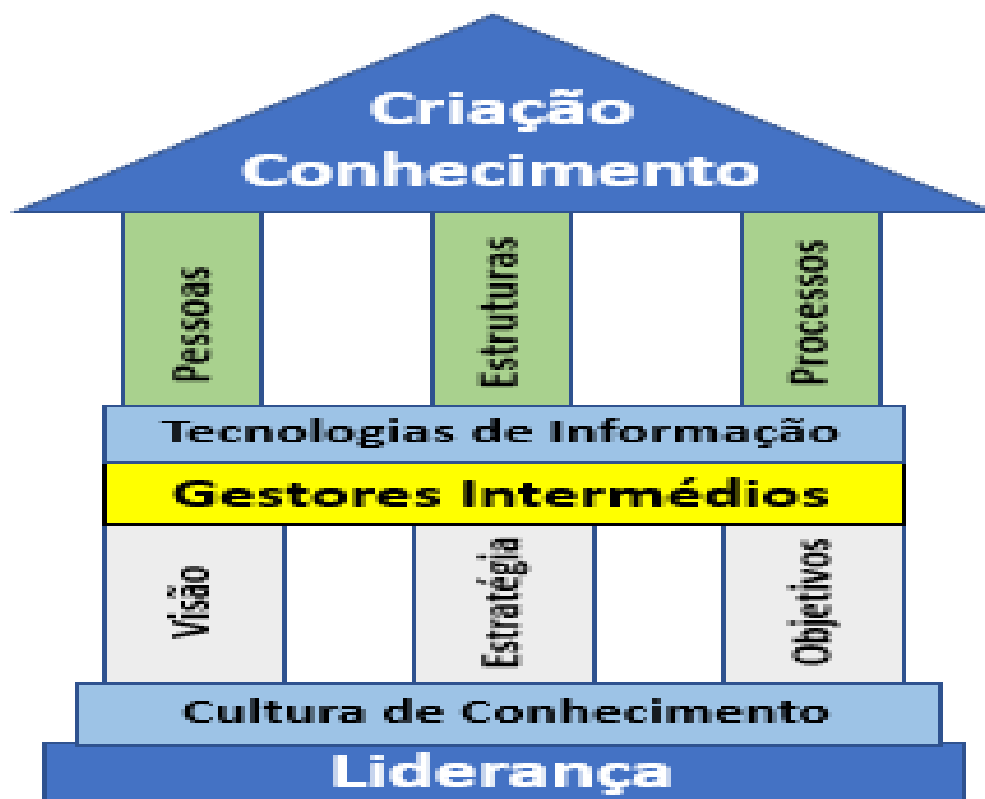 Criação
Conhecimento
Pessoas
Estruturas
Processos
Tecnologias de Informação
Gestores Intermédios
Visão
Estratégia
Objetivos
Cultura de Conhecimento
Liderança